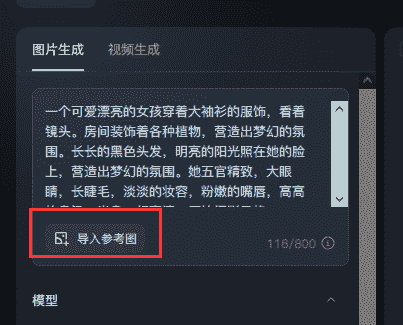 图片生成 视频生成
一个可爱漂亮的女孩穿着大袖衫的服饰，看着
镜头。房间装饰着各种植物，营造出梦幻的氛
围。长长的黑色头发，明亮的阳光照在她的脸
上，营造出梦幻的氛围。她五官精致，大眼
睛，长睫毛，淡淡的妆容，粉嫩的嘴唇，高高
导入参考图
116/800
模型